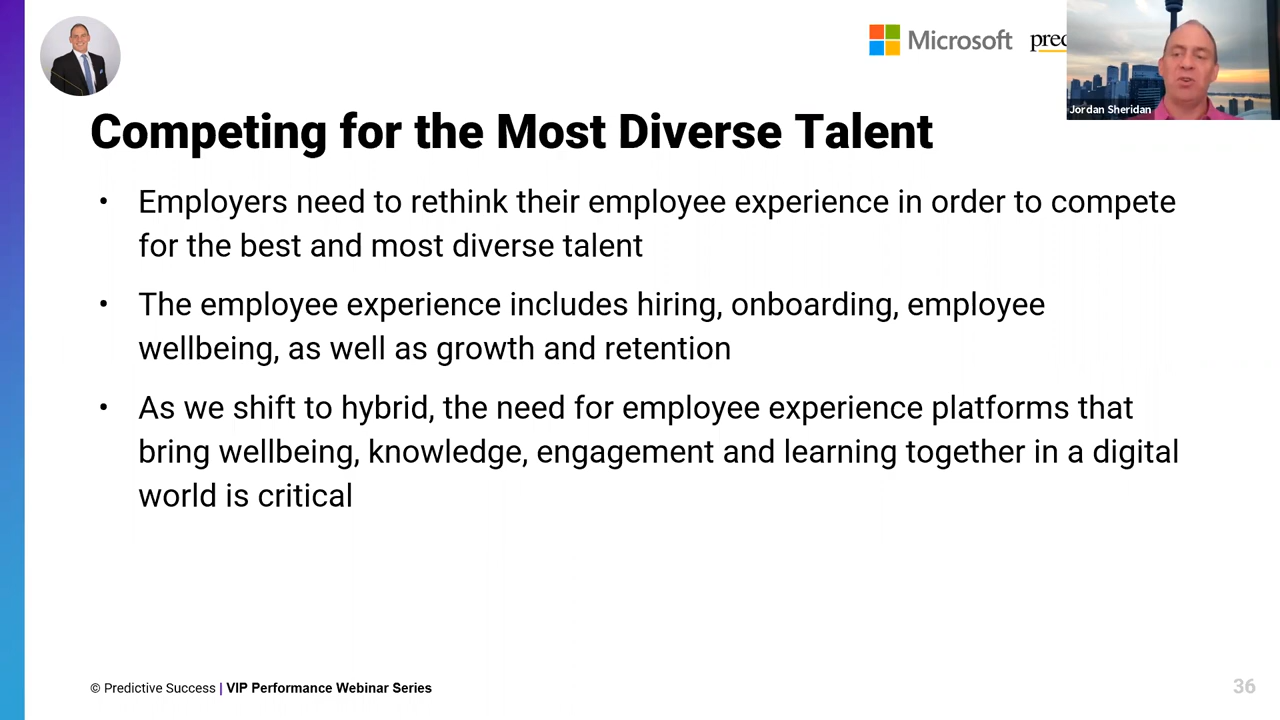 Microsoft
Jordan Sheridan
Competing for the Most Diverse Talent
• Employers need to rethink their employee experience in order to compete
for the best and most diverse talent
• The employee experience includes hiring, onboarding, employee
wellbeing, as well as growth and retention
• As we shift to hybrid, the need for employee experience platforms that
bring wellbeing, knowledge, engagement and learning together in a digital
world is critical
© Predictive Success | VIP Performance Webinar Series
36